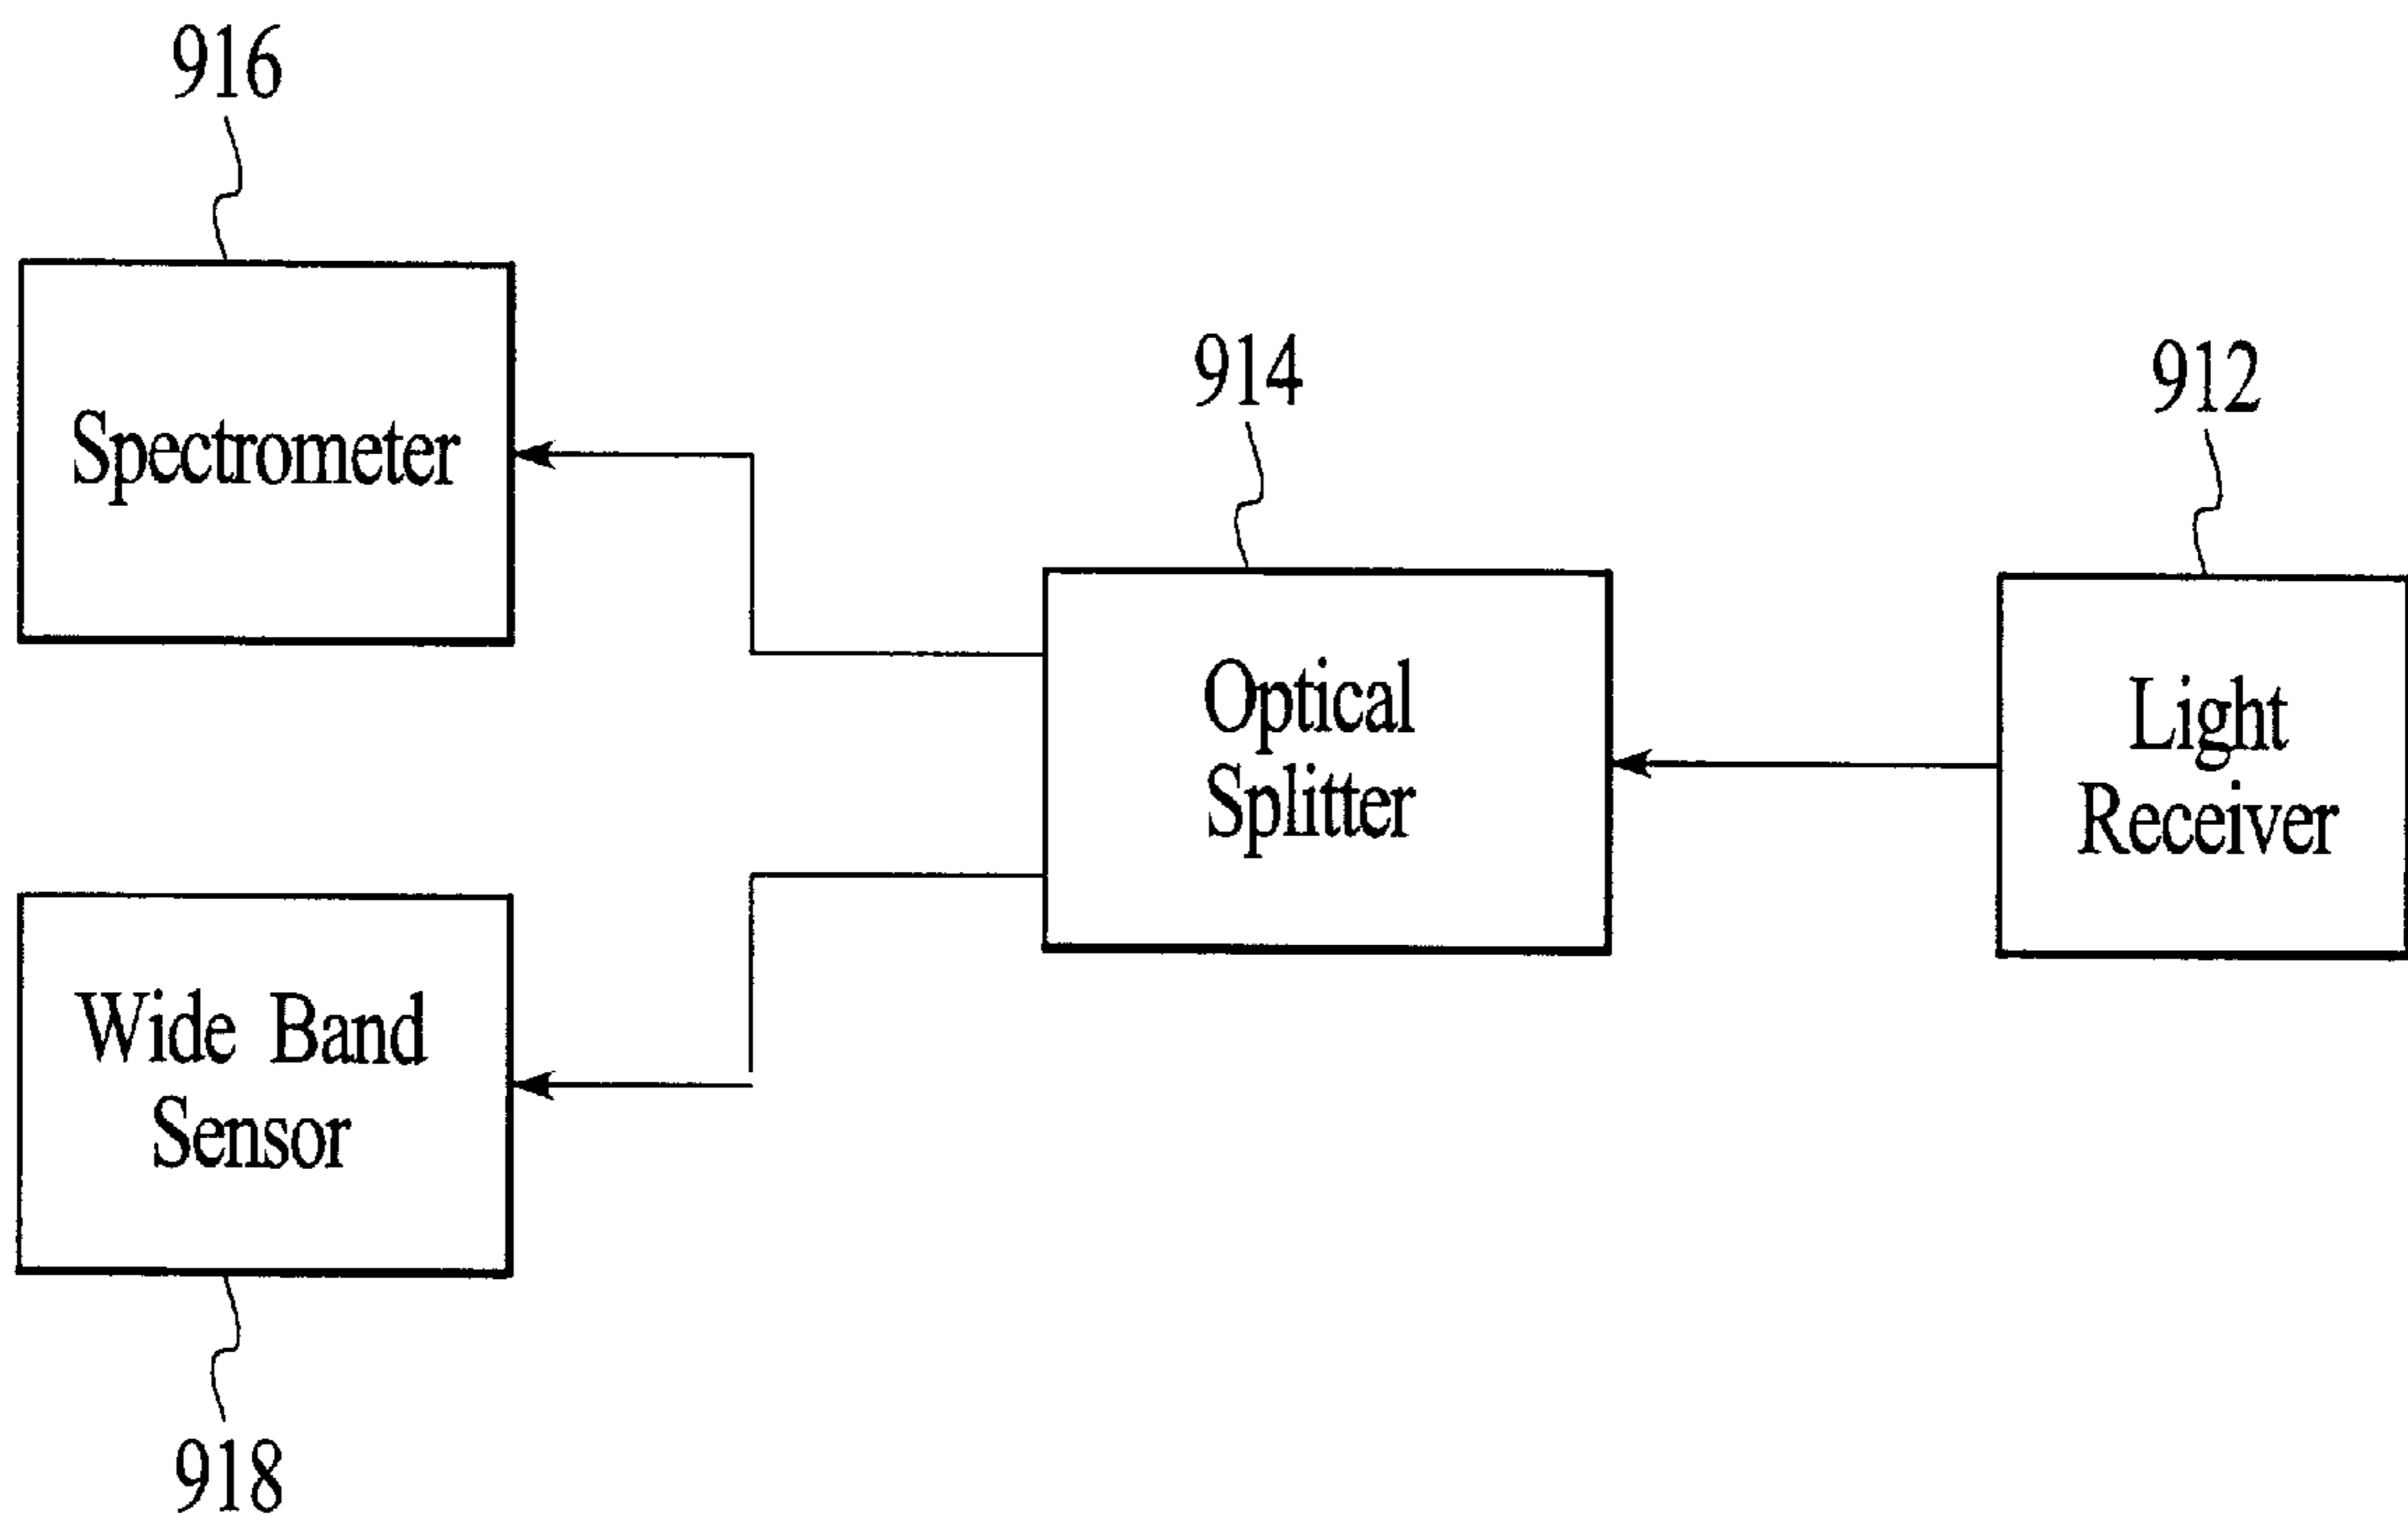 916
Spectrometer
914
Optical
Splitter
912
Light
Receiver
Wide Band
Sensor
918